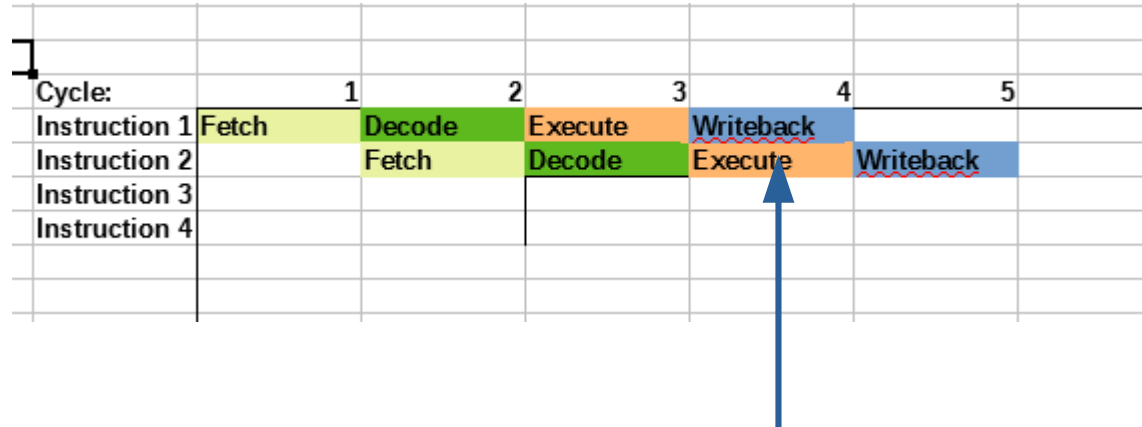 Cycle: 1 2 3 4 5
Instruction 1 Fetch Decode Execute Writeback
Instruction 2 Fetch Decode Execute Writeback
Instruction 3
Instruction 4